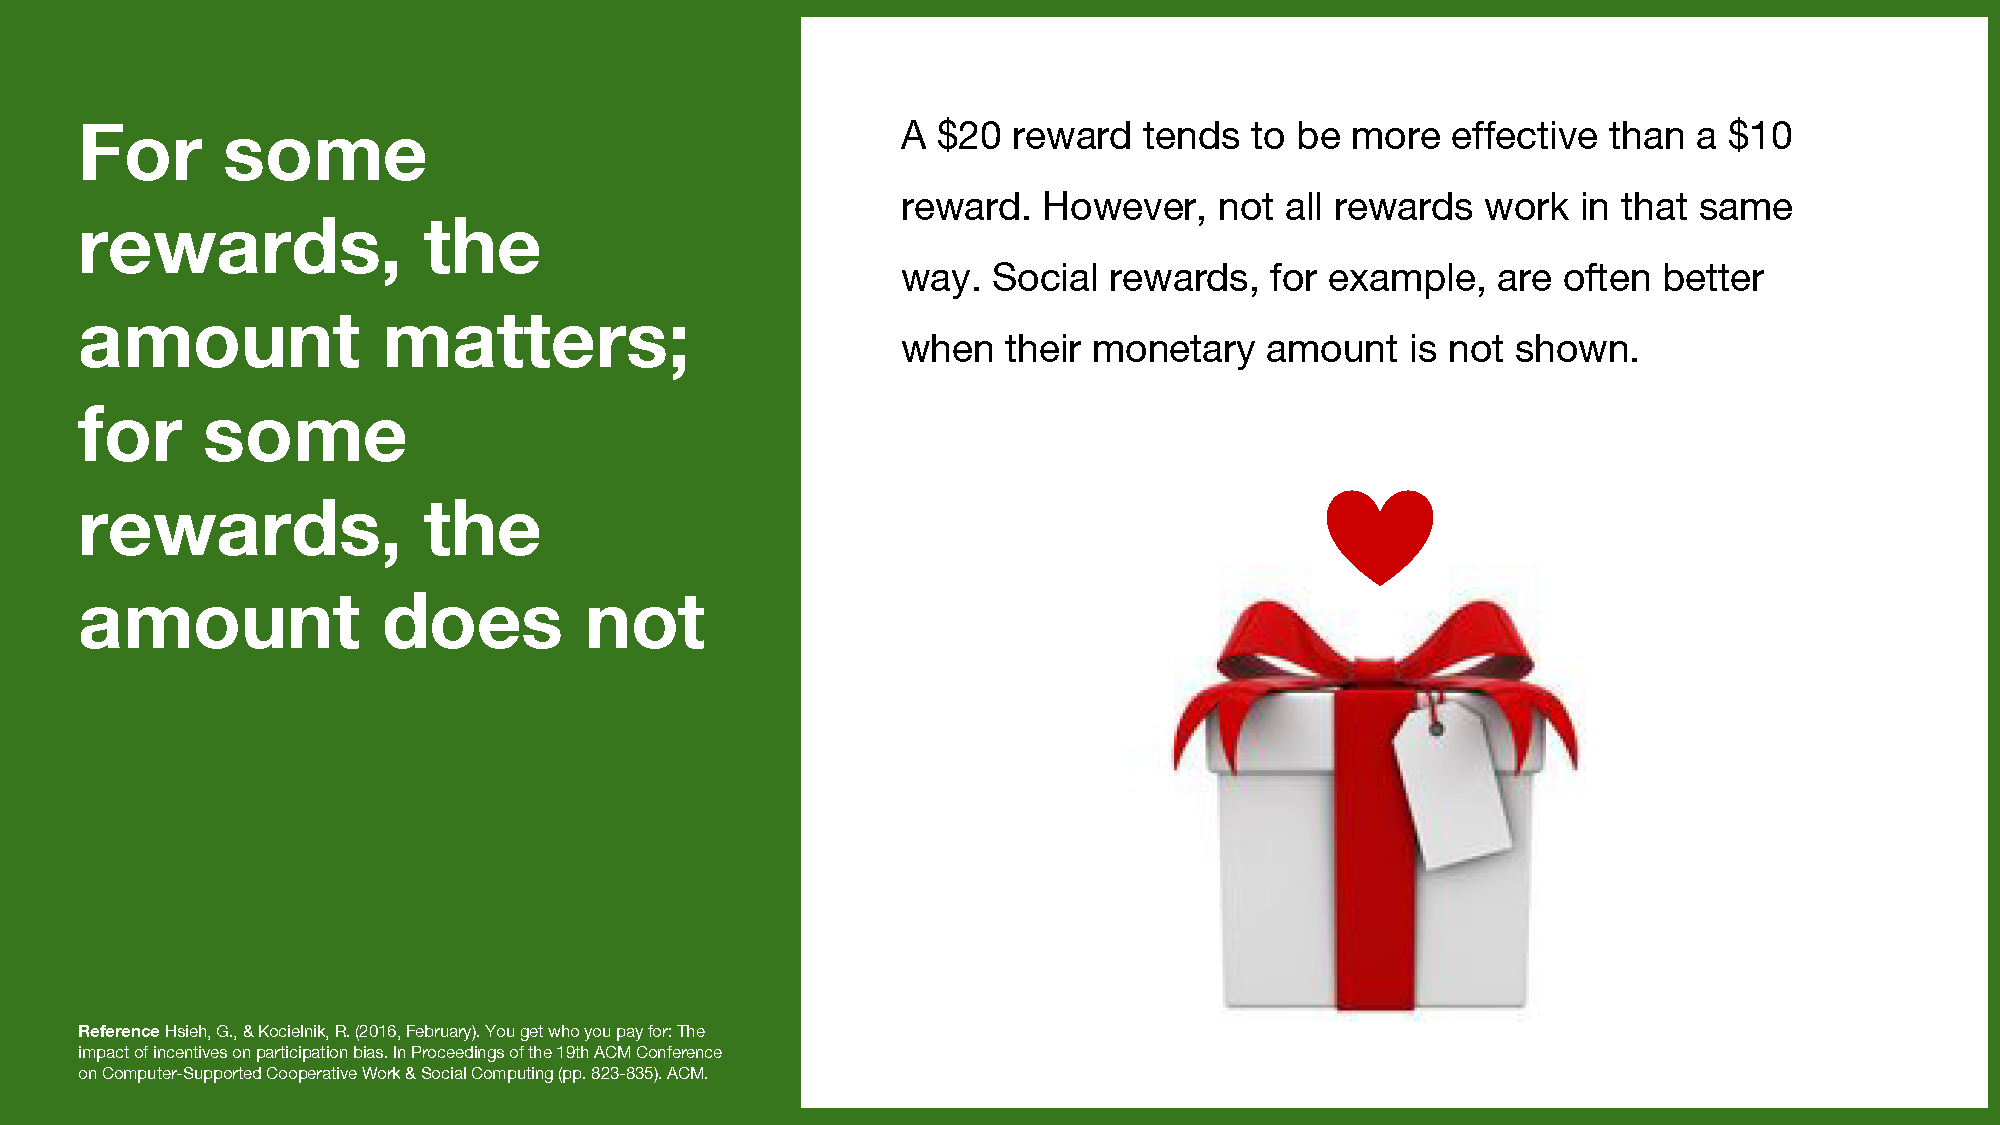 For some
rewards, the
amount matters;
for some
rewards, the
amount does not
Reference Hsieh, G., & Kocielnik, R. (2016, February). You get who you pay for: The
impact of incentives on participation bias. In Proceedings of the 19th ACM Conference
on Computer-Supported Cooperative Work & Social Computing (pp. 823-835). ACM.
A $20 reward tends to be more effective than a $10
reward. However, not all rewards work in that same
way. Social rewards, for example, are often better
when their monetary amount is not shown.